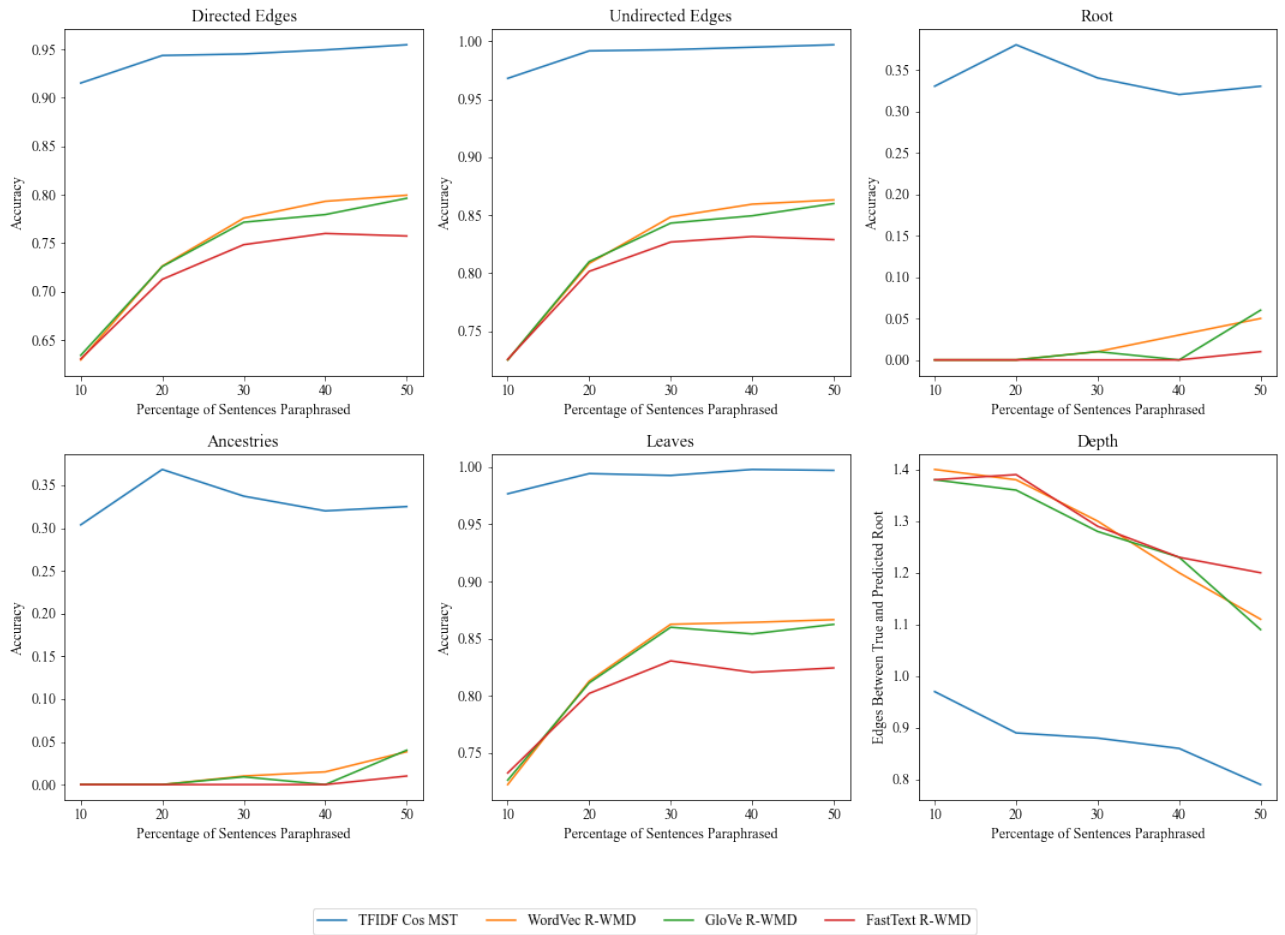 Directed Edges
Undirected Edges
Root
Accuracy
0.95
0.90
0.85
0.80
0.75
0.70
0.65
10 20 30 40 50
Percentage of Sentences Paraphrased
Accuracy
1.00
0.95
0.90
0.85
0.80
0.75
10 20 30 40 50
Percentage of Sentences Paraphrased
Accuracy
0.35
0.30
0.25
0.20
0.15
0.10
0.05
0.00
10 20 30 40 50
Percentage of Sentences Paraphrased
Ancestries
Leaves
Depth
Accuracy
0.35
0.30
0.25
0.20
0.15
0.10
0.05
0.00
10 20 30 40 50
Percentage of Sentences Paraphrased
Accuracy
1.00
0.95
0.90
0.85
0.80
0.75
10 20 30 40 50
Percentage of Sentences Paraphrased
Edges Between True and Predicted Root
1.4
1.3
1.2
1.1
1.0
0.9
0.8
10 20 30 40 50
Percentage of Sentences Paraphrased
TFIDF Cos MST WordVec R-WMD GloVe R-WMD FastText R-WMD